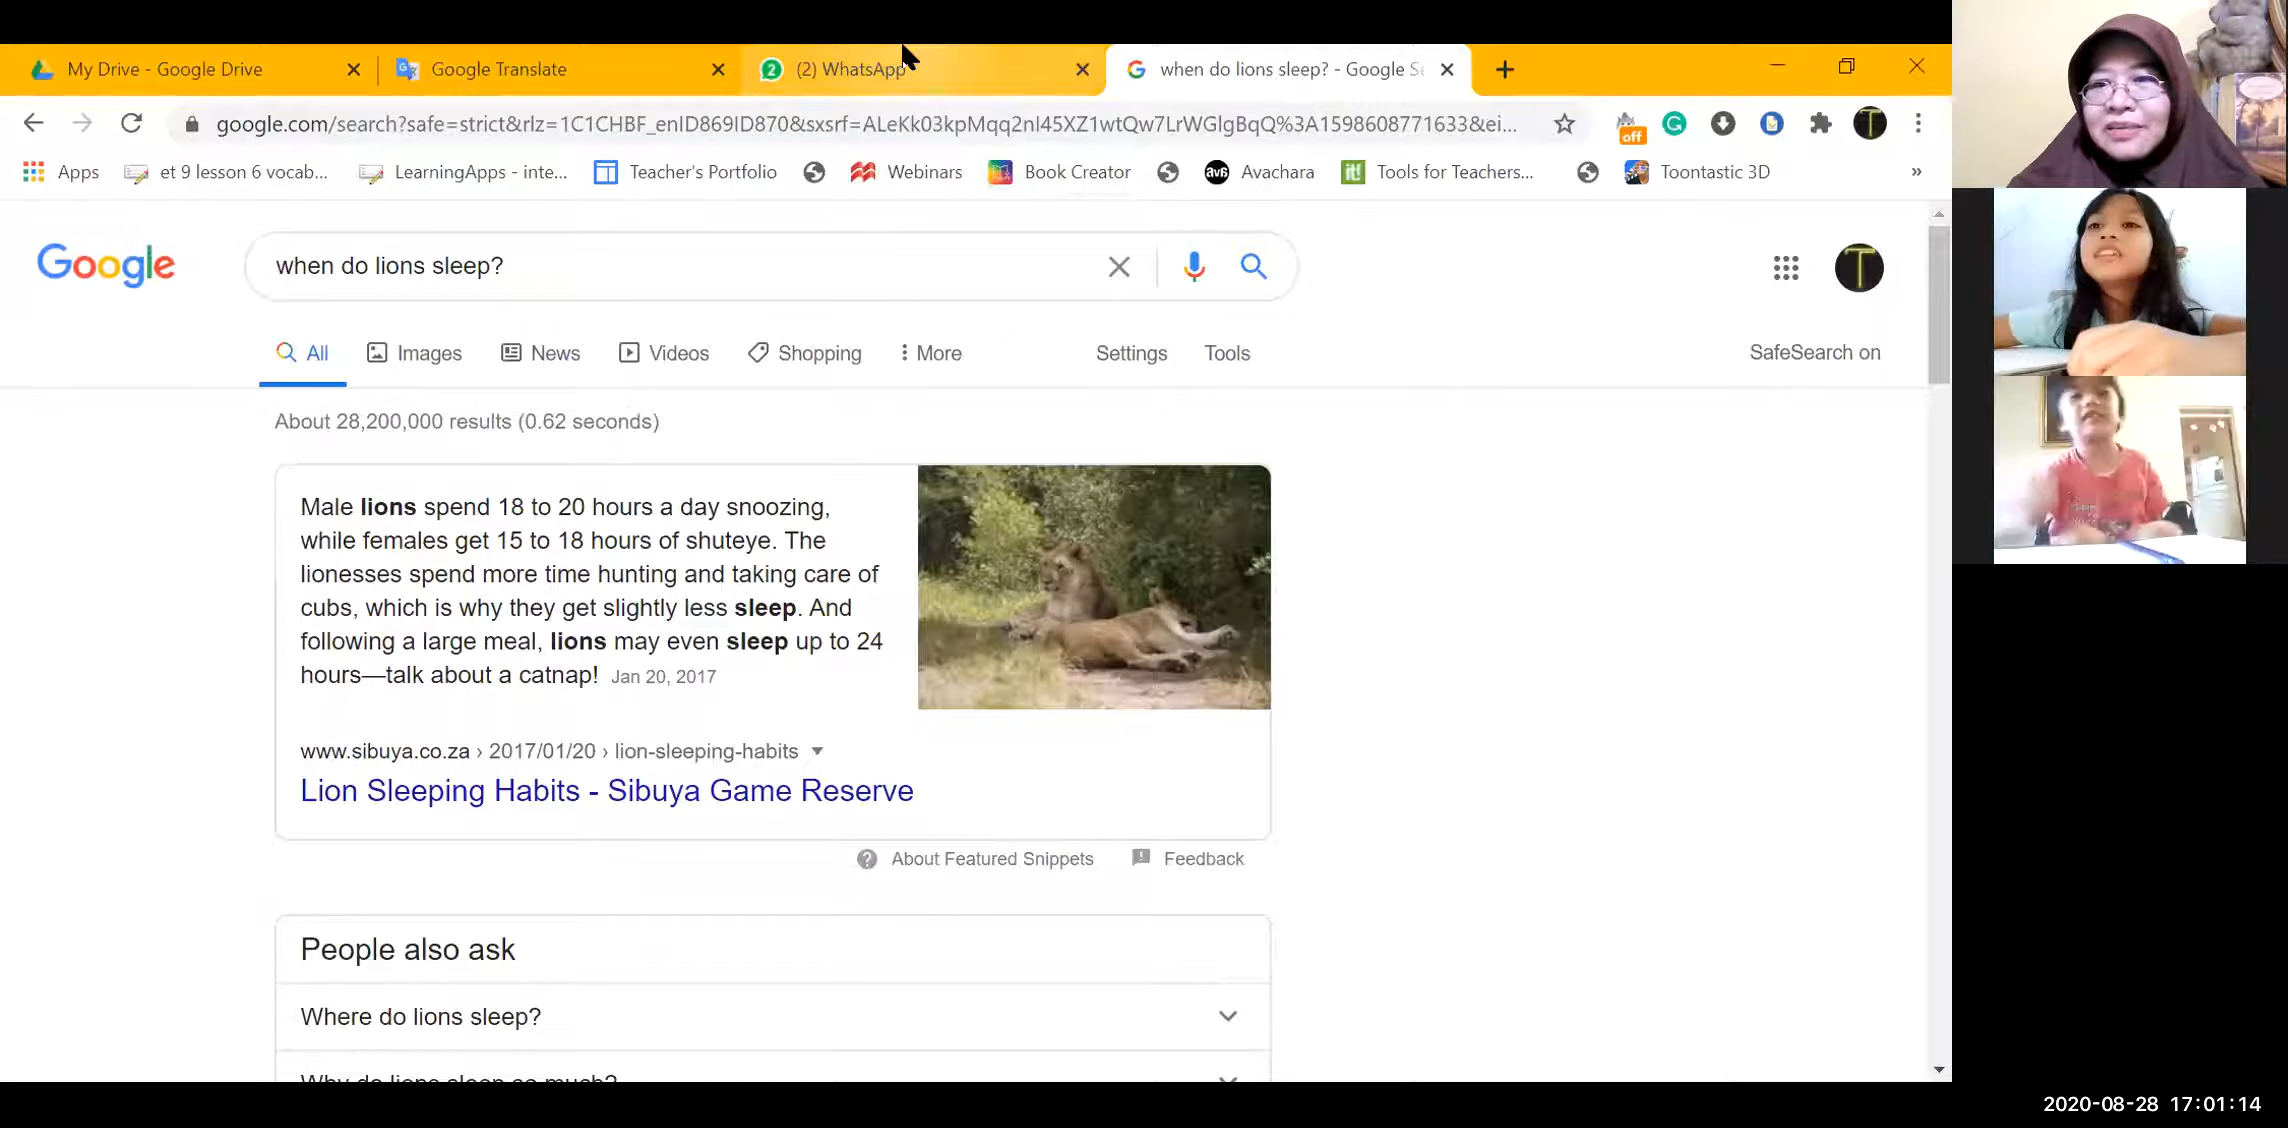 My Drive - Google Drive
Google Translate
(2) WhatsApp
when do lions sleep? - Google Se
google.com/search?safe=strict&rlz=1C1CHBF_enID869ID870&sxsrf=ALeKk03kpMqq2nI45XZ1wtQw7LrWGlgBqQ%3A1598608771633&ei...
off
Apps
et 9 lesson 6 vocab...
LearningApps - inte...
Teacher's Portfolio
Webinars
Book Creator
Avachara
Tools for Teachers...
Toontastic 3D
Google
when do lions sleep?
T
All
Images
News
Videos
Shopping
More
Settings
Tools
SafeSearch on
About 28,200,000 results (0.62 seconds)
Male lions spend 18 to 20 hours a day snoozing,
while females get 15 to 18 hours of shuteye. The
lionesses spend more time hunting and taking care of
cubs, which is why they get slightly less sleep. And
following a large meal, lions may even sleep up to 24
hours—talk about a catnap! Jan 20, 2017
www.sibuya.co.za › 2017/01/20 › lion-sleeping-habits
Lion Sleeping Habits - Sibuya Game Reserve
About Featured Snippets
Feedback
People also ask
Where do lions sleep?
Why do lions sleep so much?
2020-08-28 17:01:14